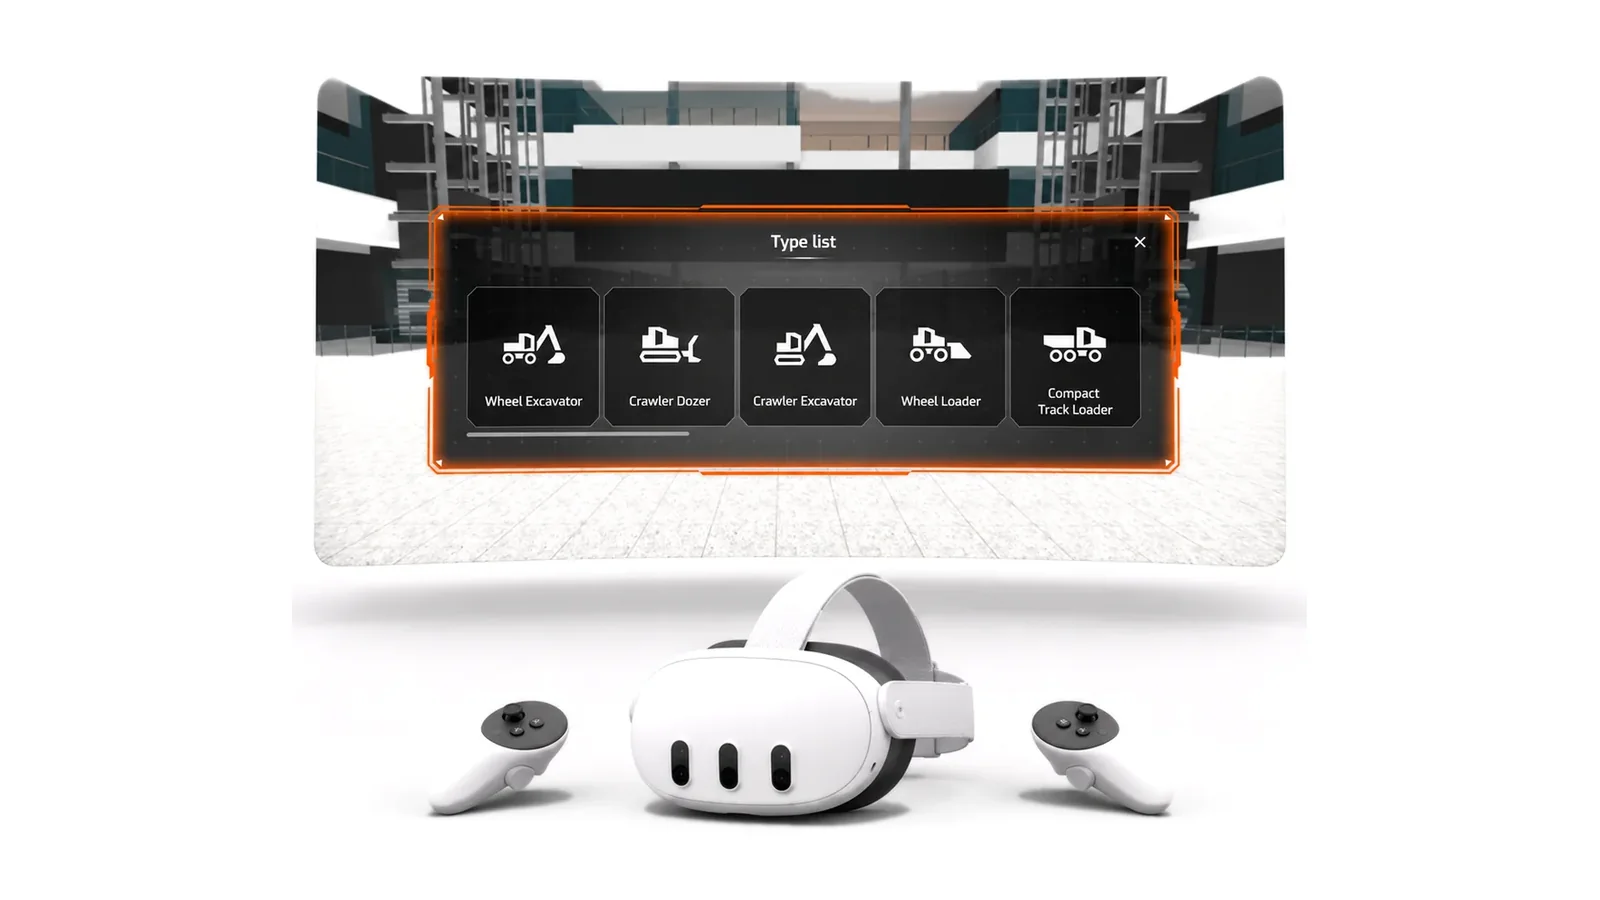 Type list
Wheel Excavator
Crawler Dozer
Crawler Excavator
Wheel Loader
Compact
Track Loader